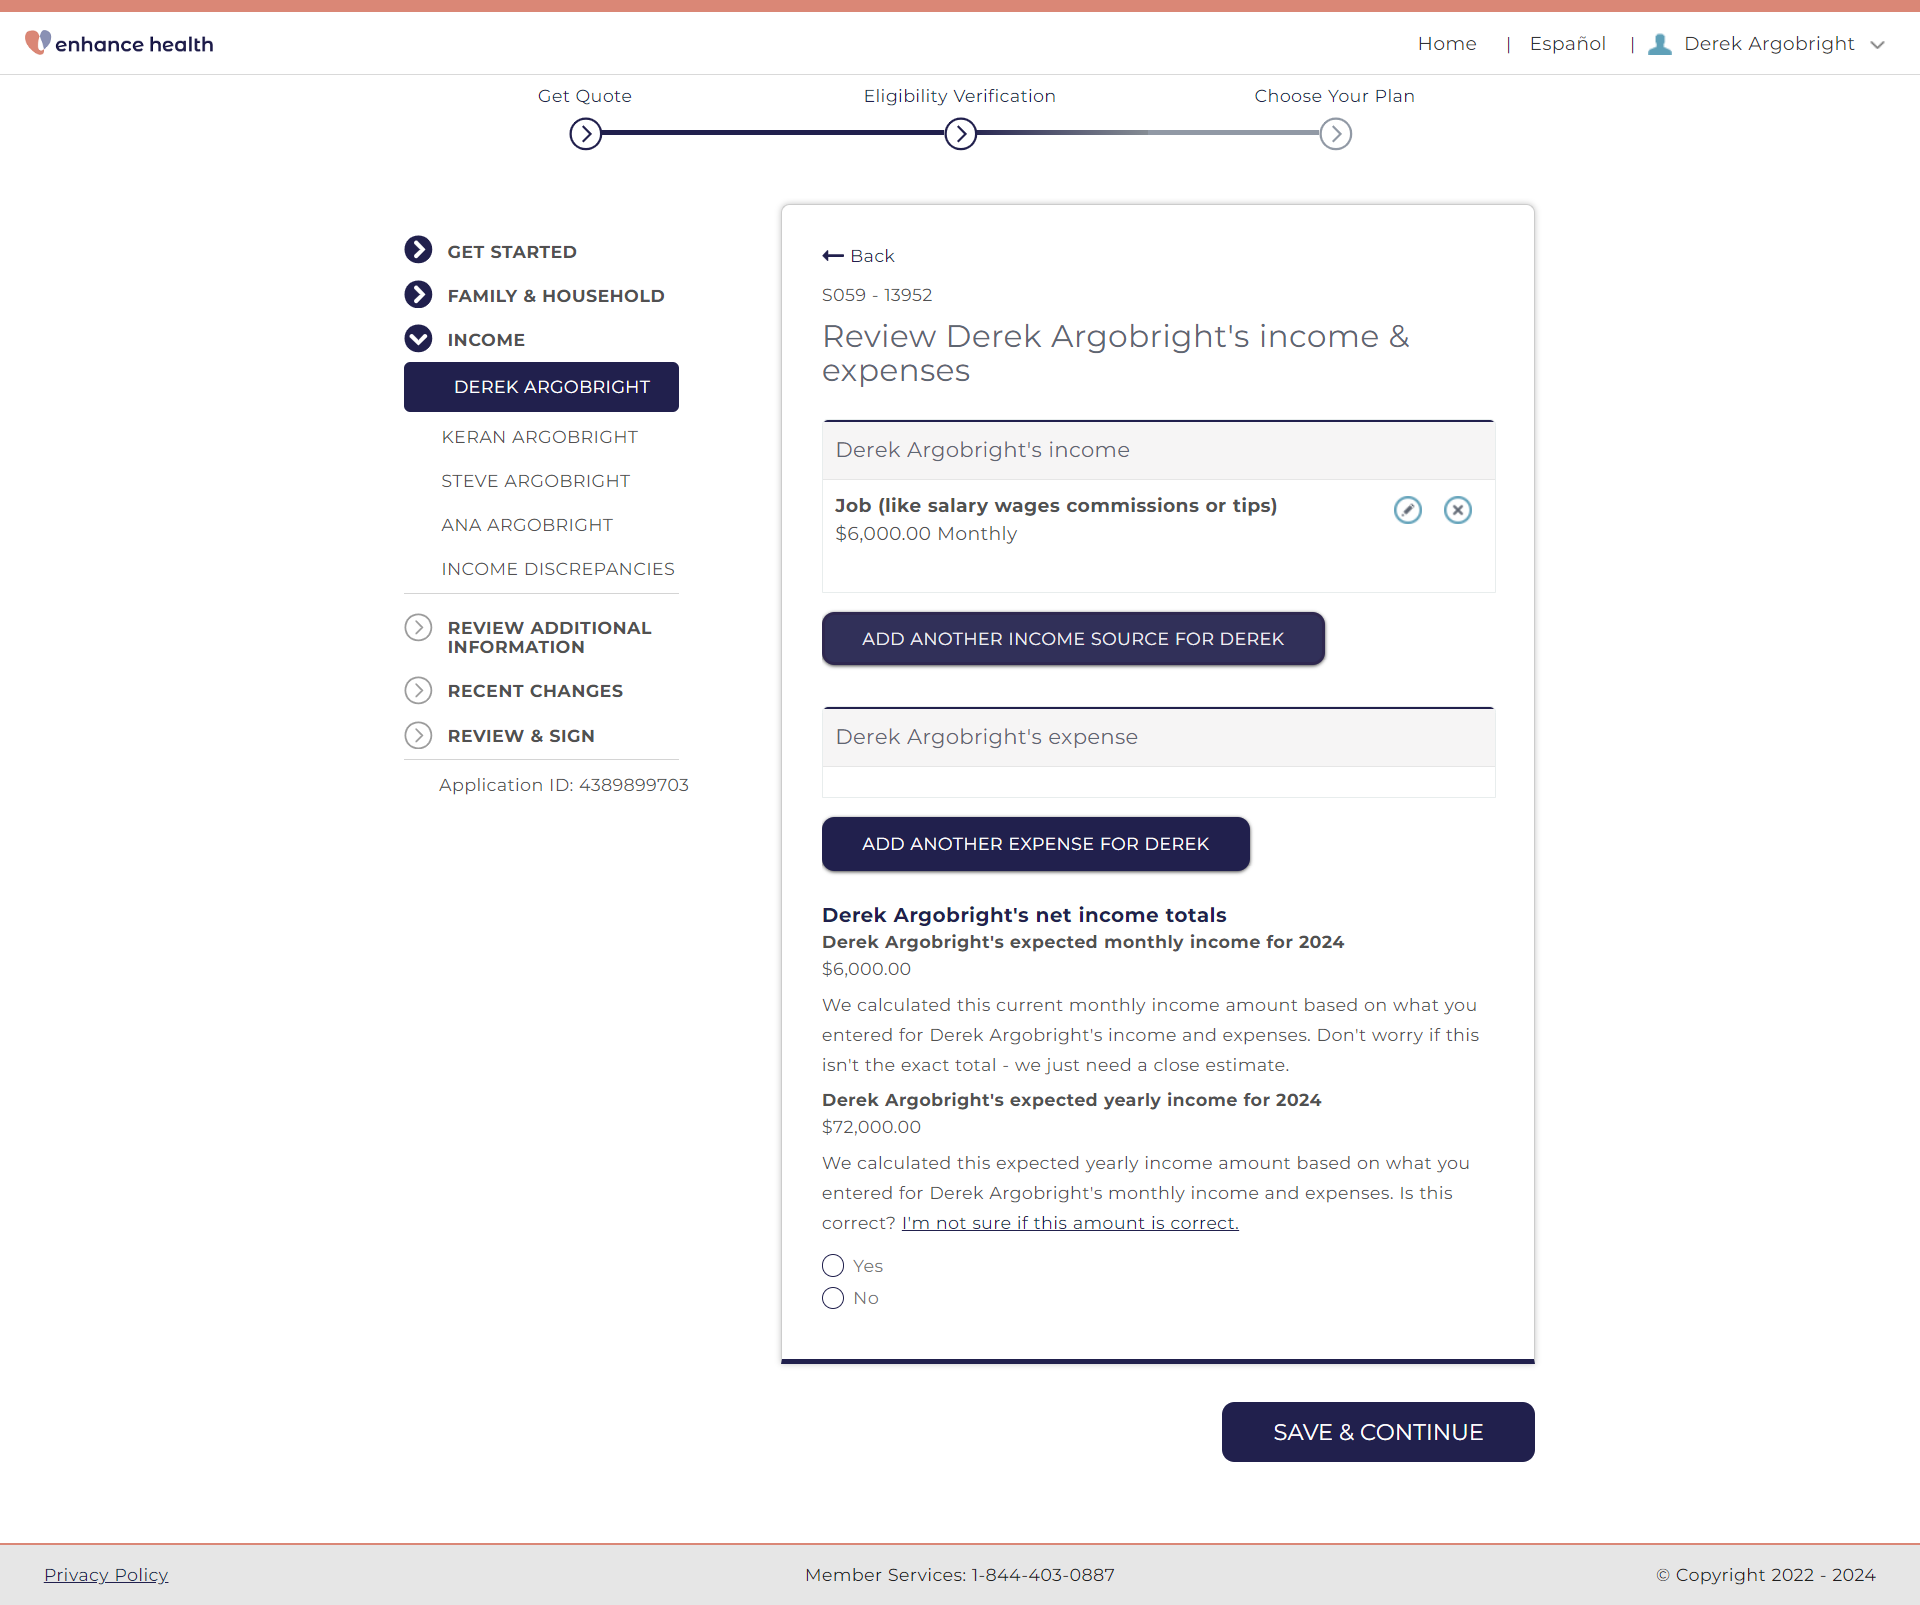 enhance health
Home | Español | Derek Argobright
Get Quote
Eligibility Verification
Choose Your Plan
GET STARTED
FAMILY & HOUSEHOLD
INCOME
DEREK ARGOBRIGHT
KERAN ARGOBRIGHT
STEVE ARGOBRIGHT
ANA ARGOBRIGHT
INCOME DISCREPANCIES
REVIEW ADDITIONAL
INFORMATION
RECENT CHANGES
REVIEW & SIGN
Application ID: 4389899703
Back
S059 - 13952
Review Derek Argobright's income &
expenses
Derek Argobright's income
Job (like salary wages commissions or tips)
$6,000.00 Monthly
ADD ANOTHER INCOME SOURCE FOR DEREK
Derek Argobright's expense
ADD ANOTHER EXPENSE FOR DEREK
Derek Argobright's net income totals
Derek Argobright's expected monthly income for 2024
$6,000.00
We calculated this current monthly income amount based on what you
entered for Derek Argobright's income and expenses. Don't worry if this
isn't the exact total - we just need a close estimate.
Derek Argobright's expected yearly income for 2024
$72,000.00
We calculated this expected yearly income amount based on what you
entered for Derek Argobright's monthly income and expenses. Is this
correct? I'm not sure if this amount is correct.
Yes
No
SAVE & CONTINUE
Privacy Policy
Member Services: 1-844-403-0887
© Copyright 2022 - 2024